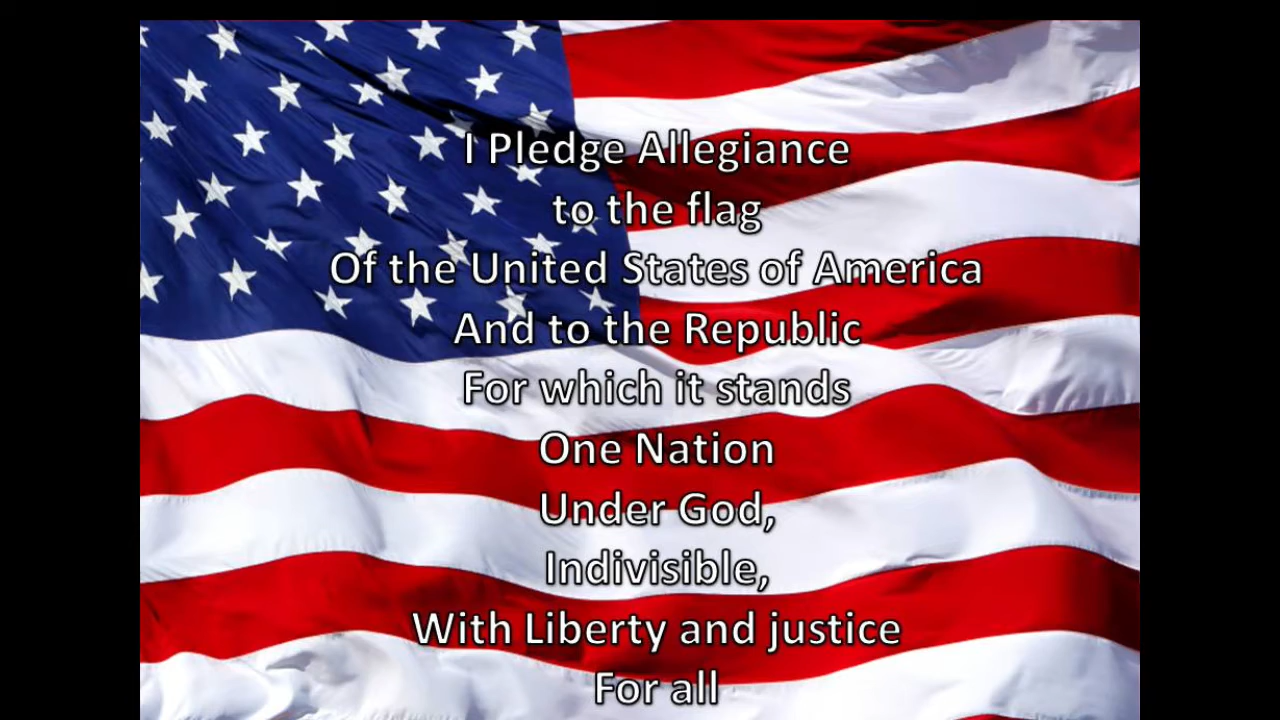 I Pledge Allegiance
to the flag
Of the United States of America
And to the Republic
For which it stands
One Nation
Under God,
Indivisible,
With Liberty and justice
For all